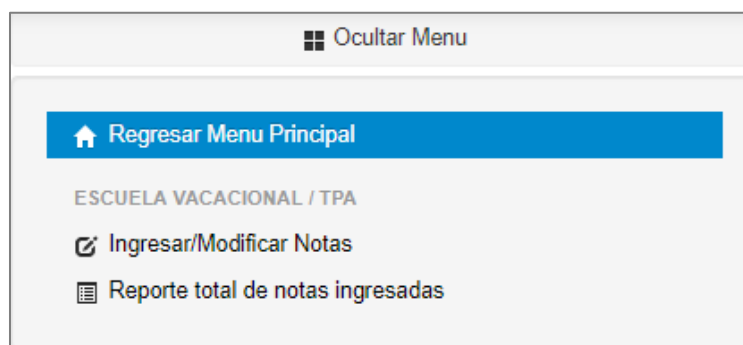 Ocultar Menu
Regresar Menu Principal
ESCUELA VACACIONAL / TPA
Ingresar/Modificar Notas
Reporte total de notas ingresadas